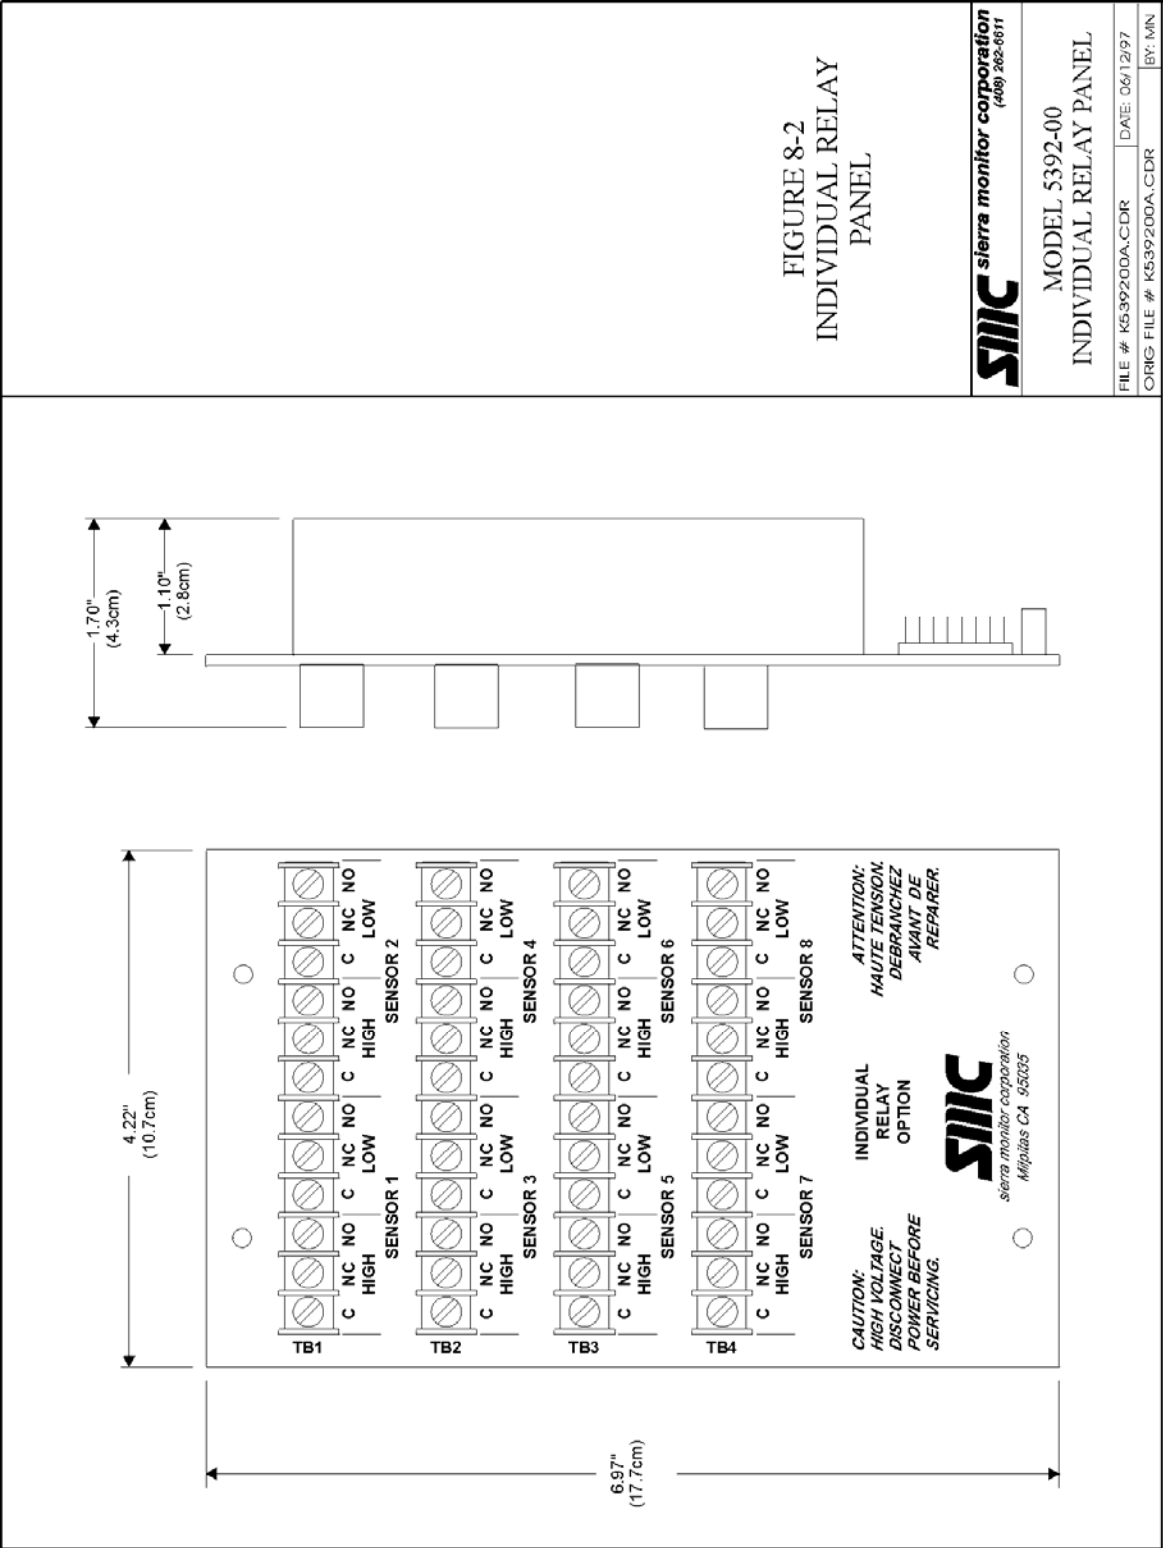 4.22"
(10.7cm)
6.97"
(17.7cm)
TB1
C NC NO C NC NO C NC NO C NC NO
HIGH LOW HIGH LOW
SENSOR 1 SENSOR 2
TB2
C NC NO C NC NO C NC NO C NC NO
HIGH LOW HIGH LOW
SENSOR 3 SENSOR 4
TB3
C NC NO C NC NO C NC NO C NC NO
HIGH LOW HIGH LOW
SENSOR 5 SENSOR 6
TB4
C NC NO C NC NO C NC NO C NC NO
HIGH LOW HIGH LOW
SENSOR 7 SENSOR 8
CAUTION:
HIGH VOLTAGE.
DISCONNECT
POWER BEFORE
SERVICING.
INDIVIDUAL
RELAY
OPTION
ATTENTION:
HAUTE TENSION.
DEBRANCHEZ
AVANT DE
REPARER.
SMC
sierra monitor corporation
Milpitas CA 95035
1.70"
(4.3cm)
1.10"
(2.8cm)
FIGURE 8-2
INDIVIDUAL RELAY
PANEL
SMC sierra monitor corporation
(408) 262-6611
MODEL 5392-00
INDIVIDUAL RELAY PANEL
FILE # K539200A.CDR DATE: 06/12/97
ORIG FILE # K539200A.CDR BY: MN